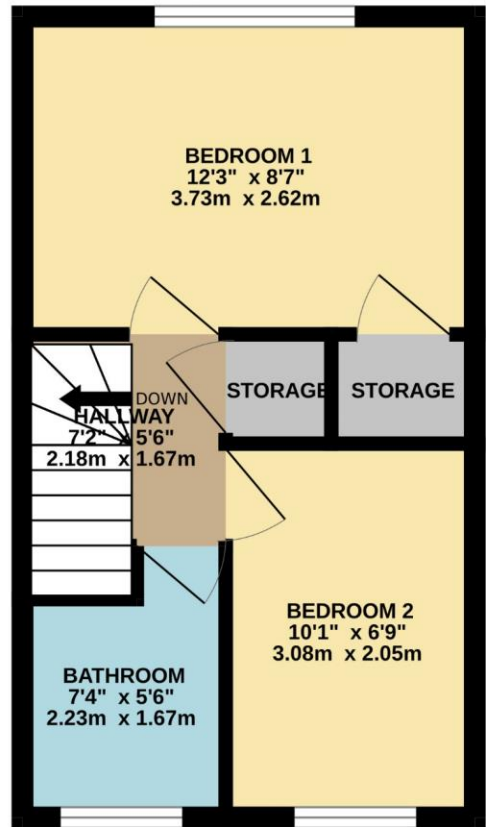 BEDROOM 1
12'3" x 8'7"
3.73m x 2.62m
STORAGE
STORAGE
DOWN
HALLWAY
7'2" x 5'6"
2.18m x 1.67m
BEDROOM 2
10'1" x 6'9"
3.08m x 2.05m
BATHROOM
7'4" x 5'6"
2.23m x 1.67m